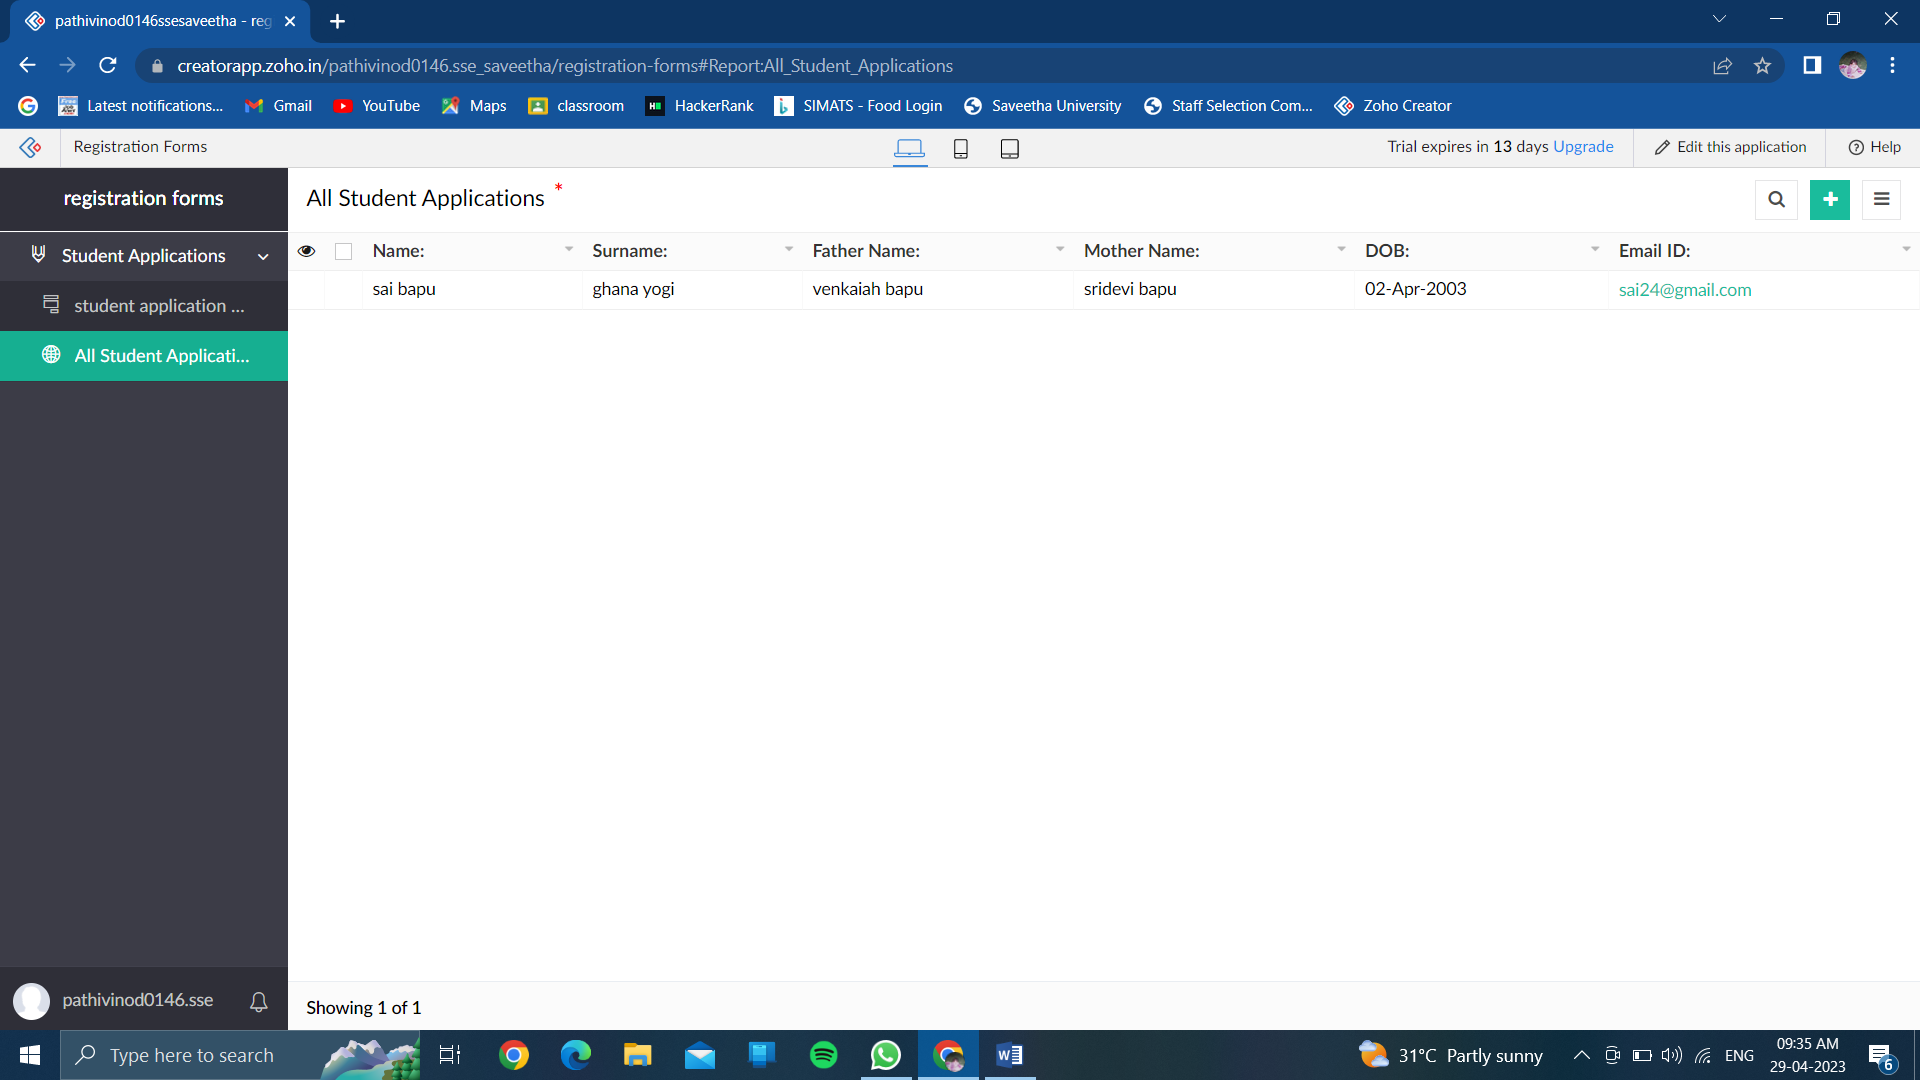 pathivinod0146ssesaveetha - reg
creatorapp.zoho.in/pathivinod0146.sse_saveetha/registration-forms#Report:All_Student_Applications
Latest notifications... Gmail YouTube Maps classroom HackerRank SIMATS - Food Login Saveetha University Staff Selection Com... Zoho Creator
Registration Forms Trial expires in 13 days Upgrade Edit this application Help
registration forms
All Student Applications *
Student Applications
student application ...
All Student Applicati...
Name: Surname: Father Name: Mother Name: DOB: Email ID:
sai bapu ghana yogi venkaiah bapu sridevi bapu 02-Apr-2003 sai24@gmail.com
pathivinod0146.sse
Showing 1 of 1
Type here to search
31°C Partly sunny
ENG
09:35 AM
29-04-2023
6